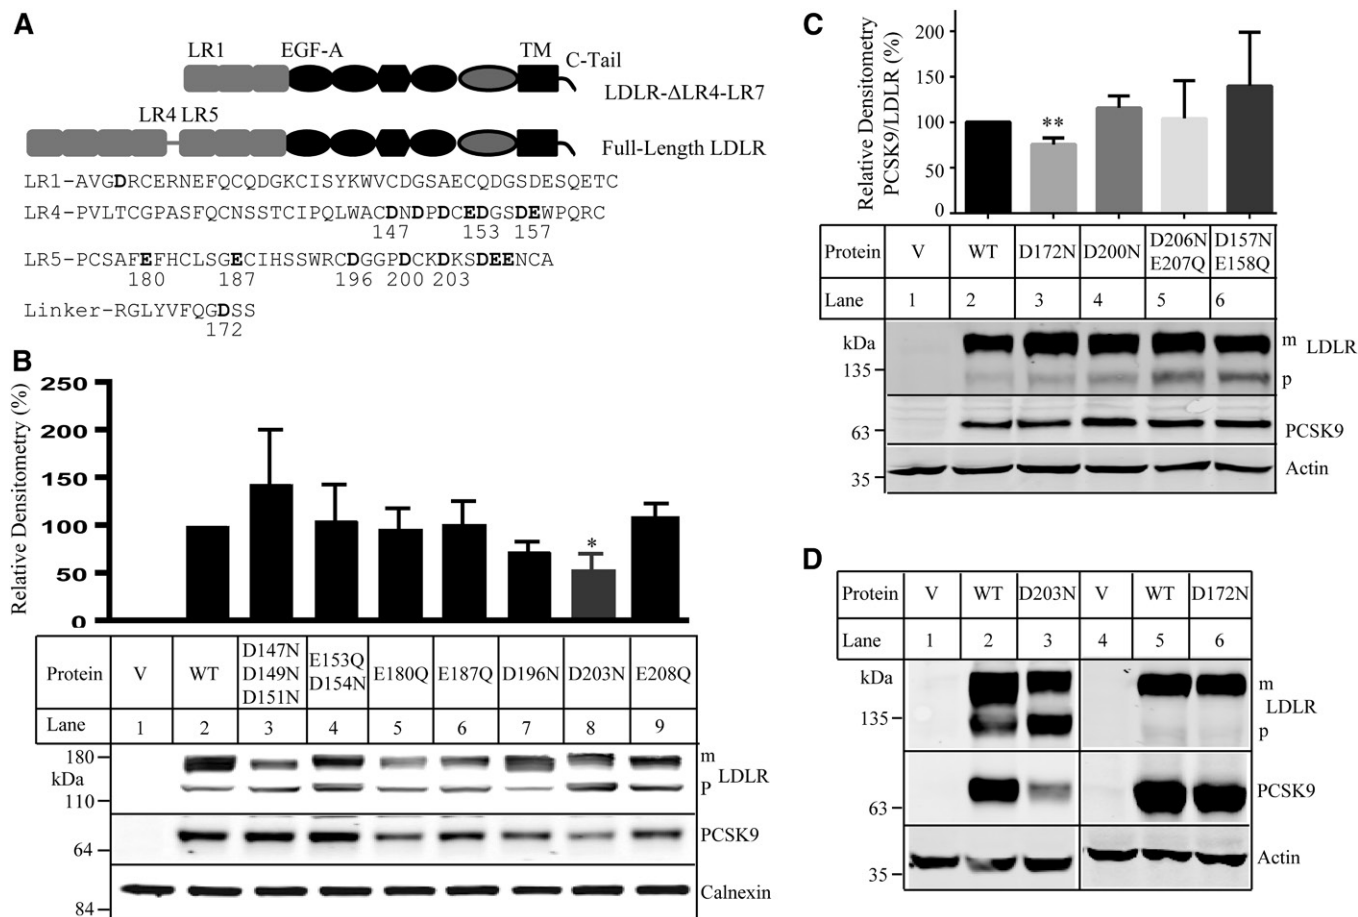 A
LR1 EGF-A TM
C-Tail
LDLR-ΔLR4-LR7
LR4 LR5
Full-Length LDLR
LR1-AVGDRCERNEFQCQDGKCISYKWVCDGSAECQDGSDESQETC
LR4-PVLTCGPASFQCNSSTCIPQLWACDNDPDCEDGSDEWPQRC
147 153 157
LR5-PCSAFEFHCLSGECIHSSWRCDGGPDCKDKSDEENCA
180 187 196 200 203
Linker-RGLYVFQGDSS
172
B
Relative Densitometry (%)
250
200
150
100
50
0
*
Protein V WT D147N D149N D151N E153Q D154N E180Q E187Q D196N D203N E208Q
Lane 1 2 3 4 5 6 7 8 9
180
kDa
110
m
LDLR
P
64
PCSK9
84
Calnexin
C
Relative Densitometry
PCSK9/LDLR (%)
200
150
100
50
0
**
Protein V WT D172N D200N D206N E207Q D157N E158Q
Lane 1 2 3 4 5 6
kDa
135
m
LDLR
p
63
PCSK9
35
Actin
D
Protein V WT D203N V WT D172N
Lane 1 2 3 4 5 6
kDa
135
m
LDLR
p
63
PCSK9
35
Actin